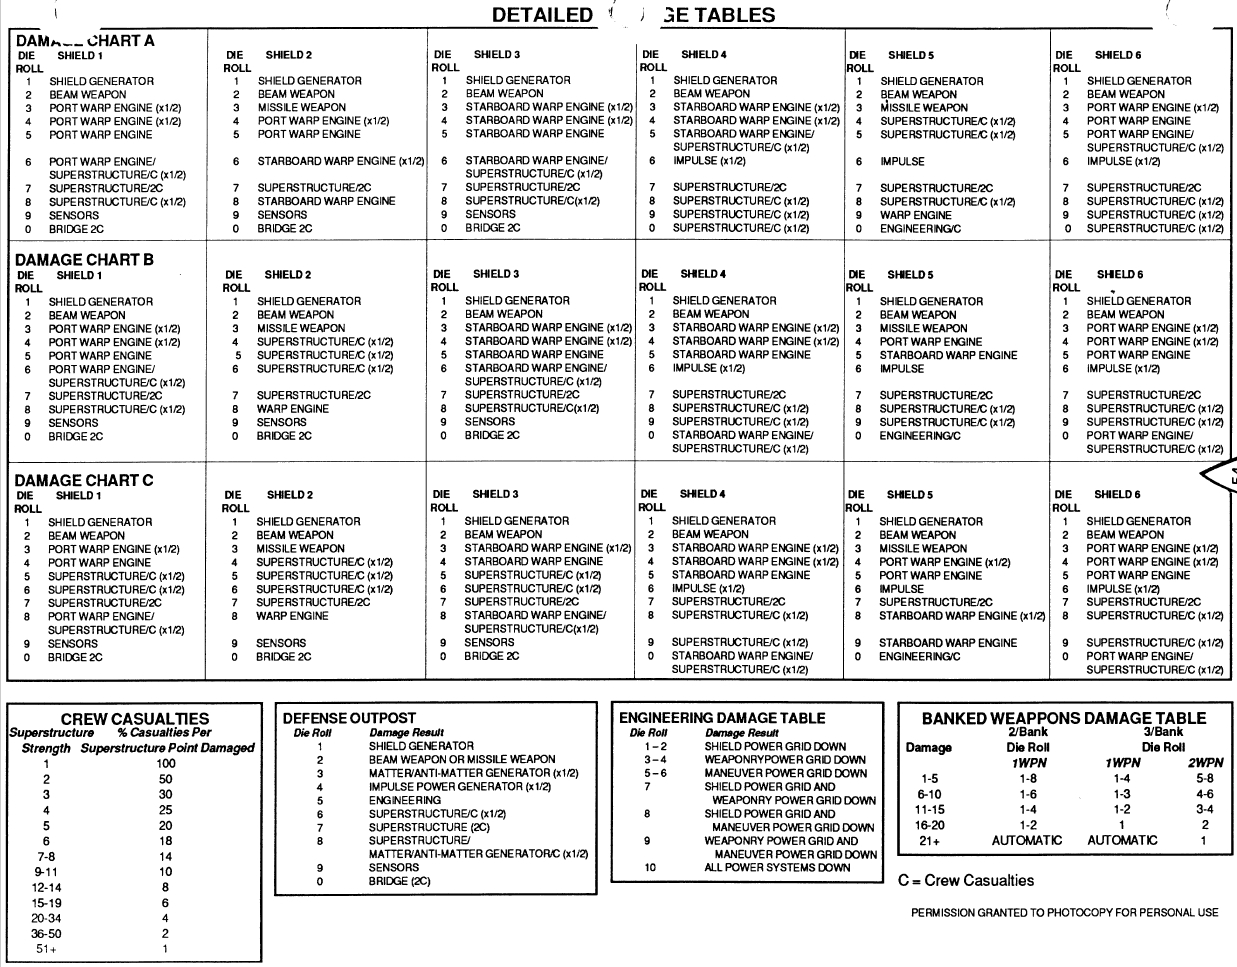 DETAILED GE TABLES
DAMAGE CHART A
DIE ROLL SHIELD 1
1 SHIELD GENERATOR
2 BEAM WEAPON
3 PORT WARP ENGINE (x1/2)
4 PORT WARP ENGINE (x1/2)
5 PORT WARP ENGINE
6 PORT WARP ENGINE/
SUPERSTRUCTURE/C (x1/2)
7 SUPERSTRUCTURE/2C
8 SUPERSTRUCTURE/C (x1/2)
9 SENSORS
0 BRIDGE 2C
DIE ROLL SHIELD 2
1 SHIELD GENERATOR
2 BEAM WEAPON
3 MISSILE WEAPON
4 PORT WARP ENGINE (x1/2)
5 PORT WARP ENGINE
6 STARBOARD WARP ENGINE (x1/2)
7 SUPERSTRUCTURE/2C
8 STARBOARD WARP ENGINE
9 SENSORS
0 BRIDGE 2C
DIE ROLL SHIELD 3
1 SHIELD GENERATOR
2 BEAM WEAPON
3 STARBOARD WARP ENGINE (x1/2)
4 STARBOARD WARP ENGINE (x1/2)
5 STARBOARD WARP ENGINE
6 STARBOARD WARP ENGINE/
SUPERSTRUCTURE/C (x1/2)
7 SUPERSTRUCTURE/2C
8 SUPERSTRUCTURE/C(x1/2)
9 SENSORS
0 BRIDGE 2C
DIE ROLL SHIELD 4
1 SHIELD GENERATOR
2 BEAM WEAPON
3 STARBOARD WARP ENGINE (x1/2)
4 STARBOARD WARP ENGINE (x1/2)
5 STARBOARD WARP ENGINE/
SUPERSTRUCTURE/C (x1/2)
6 IMPULSE (x1/2)
7 SUPERSTRUCTURE/2C
8 SUPERSTRUCTURE/C (x1/2)
9 SUPERSTRUCTURE/C (x1/2)
0 SUPERSTRUCTURE/C (x1/2)
DIE ROLL SHIELD 5
1 SHIELD GENERATOR
2 BEAM WEAPON
3 MISSILE WEAPON
4 SUPERSTRUCTURE/C (x1/2)
5 SUPERSTRUCTURE/C (x1/2)
6 IMPULSE
7 SUPERSTRUCTURE/2C
8 SUPERSTRUCTURE/C (x1/2)
9 WARP ENGINE
0 ENGINEERING/C
DIE ROLL SHIELD 6
1 SHIELD GENERATOR
2 BEAM WEAPON
3 PORT WARP ENGINE (x1/2)
4 PORT WARP ENGINE
5 PORT WARP ENGINE/
SUPERSTRUCTURE/C (x1/2)
6 IMPULSE (x1/2)
7 SUPERSTRUCTURE/2C
8 SUPERSTRUCTURE/C (x1/2)
9 SUPERSTRUCTURE/C (x1/2)
0 SUPERSTRUCTURE/C (x1/2)
DAMAGE CHART B
DIE ROLL SHIELD 1
1 SHIELD GENERATOR
2 BEAM WEAPON
3 PORT WARP ENGINE (x1/2)
4 PORT WARP ENGINE (x1/2)
5 PORT WARP ENGINE
6 PORT WARP ENGINE/
SUPERSTRUCTURE/C (x1/2)
7 SUPERSTRUCTURE/2C
8 SUPERSTRUCTURE/C (x1/2)
9 SENSORS
0 BRIDGE 2C
DIE ROLL SHIELD 2
1 SHIELD GENERATOR
2 BEAM WEAPON
3 MISSILE WEAPON
4 SUPERSTRUCTURE/C (x1/2)
5 SUPERSTRUCTURE/C (x1/2)
6 SUPERSTRUCTURE/C (x1/2)
7 SUPERSTRUCTURE/2C
8 WARP ENGINE
9 SENSORS
0 BRIDGE 2C
DIE ROLL SHIELD 3
1 SHIELD GENERATOR
2 BEAM WEAPON
3 STARBOARD WARP ENGINE (x1/2)
4 STARBOARD WARP ENGINE (x1/2)
5 STARBOARD WARP ENGINE
6 STARBOARD WARP ENGINE/
SUPERSTRUCTURE/C (x1/2)
7 SUPERSTRUCTURE/2C
8 SUPERSTRUCTURE/C(x1/2)
9 SENSORS
0 BRIDGE 2C
DIE ROLL SHIELD 4
1 SHIELD GENERATOR
2 BEAM WEAPON
3 STARBOARD WARP ENGINE (x1/2)
4 STARBOARD WARP ENGINE (x1/2)
5 STARBOARD WARP ENGINE
6 IMPULSE (x1/2)
7 SUPERSTRUCTURE/2C
8 SUPERSTRUCTURE/C (x1/2)
9 SUPERSTRUCTURE/C (x1/2)
0 STARBOARD WARP ENGINE/
SUPERSTRUCTURE/C (x1/2)
DIE ROLL SHIELD 5
1 SHIELD GENERATOR
2 BEAM WEAPON
3 MISSILE WEAPON
4 PORT WARP ENGINE
5 STARBOARD WARP ENGINE
6 IMPULSE
7 SUPERSTRUCTURE/2C
8 SUPERSTRUCTURE/C (x1/2)
9 SUPERSTRUCTURE/C (x1/2)
0 ENGINEERING/C
DIE ROLL SHIELD 6
1 SHIELD GENERATOR
2 BEAM WEAPON
3 PORT WARP ENGINE (x1/2)
4 PORT WARP ENGINE (x1/2)
5 PORT WARP ENGINE
6 IMPULSE (x1/2)
7 SUPERSTRUCTURE/2C
8 SUPERSTRUCTURE/C (x1/2)
9 SUPERSTRUCTURE/C (x1/2)
0 PORT WARP ENGINE/
SUPERSTRUCTURE/C (x1/2)
DAMAGE CHART C
DIE ROLL SHIELD 1
1 SHIELD GENERATOR
2 BEAM WEAPON
3 PORT WARP ENGINE (x1/2)
4 PORT WARP ENGINE
5 SUPERSTRUCTURE/C (x1/2)
6 SUPERSTRUCTURE/C (x1/2)
7 SUPERSTRUCTURE/2C
8 PORT WARP ENGINE/
SUPERSTRUCTURE/C (x1/2)
9 SENSORS
0 BRIDGE 2C
DIE ROLL SHIELD 2
1 SHIELD GENERATOR
2 BEAM WEAPON
3 MISSILE WEAPON
4 SUPERSTRUCTURE/C (x1/2)
5 SUPERSTRUCTURE/C (x1/2)
6 SUPERSTRUCTURE/C (x1/2)
7 SUPERSTRUCTURE/2C
8 WARP ENGINE
9 SENSORS
0 BRIDGE 2C
DIE ROLL SHIELD 3
1 SHIELD GENERATOR
2 BEAM WEAPON
3 STARBOARD WARP ENGINE (x1/2)
4 STARBOARD WARP ENGINE
5 SUPERSTRUCTURE/C (x1/2)
6 SUPERSTRUCTURE/C (x1/2)
7 SUPERSTRUCTURE/2C
8 STARBOARD WARP ENGINE/
SUPERSTRUCTURE/C(x1/2)
9 SENSORS
0 BRIDGE 2C
DIE ROLL SHIELD 4
1 SHIELD GENERATOR
2 BEAM WEAPON
3 STARBOARD WARP ENGINE (x1/2)
4 STARBOARD WARP ENGINE (x1/2)
5 STARBOARD WARP ENGINE
6 IMPULSE (x1/2)
7 SUPERSTRUCTURE/2C
8 SUPERSTRUCTURE/C (x1/2)
9 SUPERSTRUCTURE/C (x1/2)
0 STARBOARD WARP ENGINE/
SUPERSTRUCTURE/C (x1/2)
DIE ROLL SHIELD 5
1 SHIELD GENERATOR
2 BEAM WEAPON
3 MISSILE WEAPON
4 PORT WARP ENGINE (x1/2)
5 PORT WARP ENGINE
6 IMPULSE
7 SUPERSTRUCTURE/2C
8 STARBOARD WARP ENGINE (x1/2)
9 STARBOARD WARP ENGINE
0 ENGINEERING/C
DIE ROLL SHIELD 6
1 SHIELD GENERATOR
2 BEAM WEAPON
3 PORT WARP ENGINE (x1/2)
4 PORT WARP ENGINE (x1/2)
5 PORT WARP ENGINE
6 IMPULSE (x1/2)
7 SUPERSTRUCTURE/2C
8 SUPERSTRUCTURE/C (x1/2)
9 SUPERSTRUCTURE/C (x1/2)
0 PORT WARP ENGINE/
SUPERSTRUCTURE/C (x1/2)
CREW CASUALTIES
Superstructure % Casualties Per
Strength Superstructure Point Damaged
1 100
2 50
3 30
4 25
5 20
6 18
7-8 14
9-11 10
12-14 8
15-19 6
20-34 4
36-50 2
51+ 1
DEFENSE OUTPOST
Die Roll Damage Result
1 SHIELD GENERATOR
2 BEAM WEAPON OR MISSILE WEAPON
3 MATTER/ANTI-MATTER GENERATOR (x1/2)
4 IMPULSE POWER GENERATOR (x1/2)
5 ENGINEERING
6 SUPERSTRUCTURE/C (x1/2)
7 SUPERSTRUCTURE (2C)
8 SUPERSTRUCTURE/
MATTER/ANTI-MATTER GENERATOR/C (x1/2)
9 SENSORS
0 BRIDGE (2C)
ENGINEERING DAMAGE TABLE
Die Roll Damage Result
1-2 SHIELD POWER GRID DOWN
3-4 WEAPONRYPOWER GRID DOWN
5-6 MANEUVER POWER GRID DOWN
7 SHIELD POWER GRID AND
WEAPONRY POWER GRID DOWN
8 SHIELD POWER GRID AND
MANEUVER POWER GRID DOWN
9 WEAPONRY POWER GRID AND
MANEUVER POWER GRID DOWN
10 ALL POWER SYSTEMS DOWN
BANKED WEAPPONS DAMAGE TABLE
2/Bank 3/Bank
Damage Die Roll Die Roll
1WPN 1WPN 2WPN
1-5 1-8 1-4 5-8
6-10 1-6 1-3 4-6
11-15 1-4 1-2 3-4
16-20 1-2 1 2
21+ AUTOMATIC AUTOMATIC 1
C = Crew Casualties
PERMISSION GRANTED TO PHOTOCOPY FOR PERSONAL USE